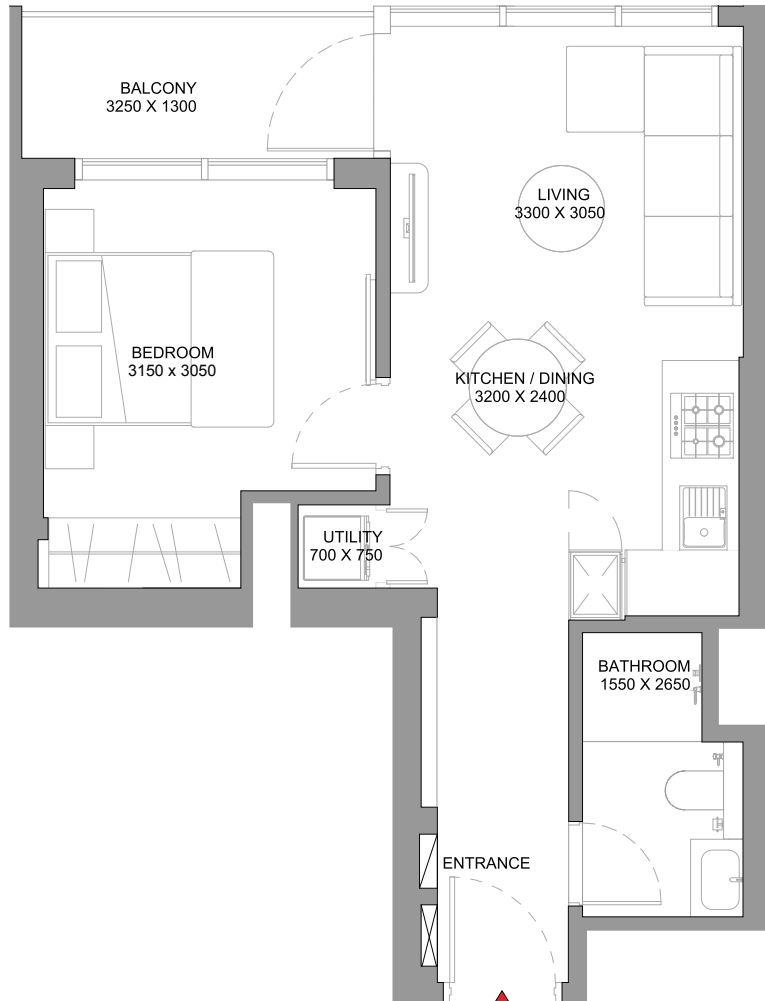 BALCONY
3250 X 1300
LIVING
3300 X 3050
BEDROOM
3150 x 3050
KITCHEN / DINING
3200 X 2400
UTILITY
700 X 750
BATHROOM
1550 X 2650
ENTRANCE